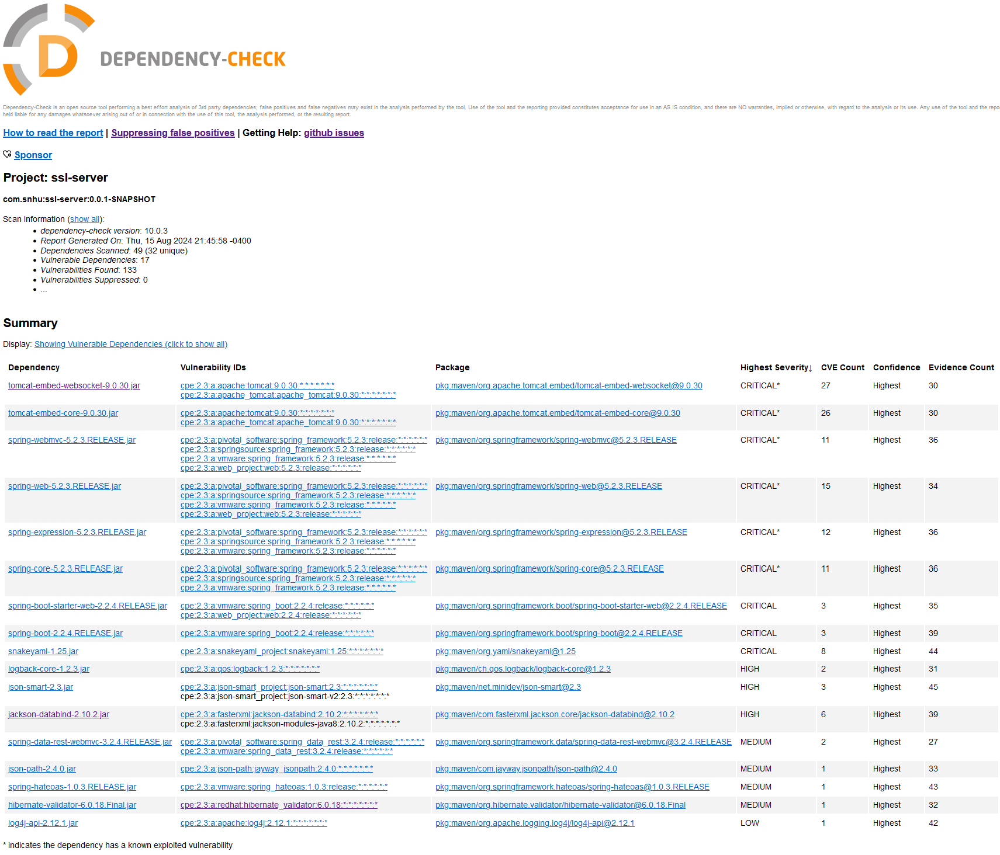 D
DEPENDENCY-CHECK
Dependency-Check is an open source tool performing a best effort analysis of 3rd party dependencies; false positives and false negatives may exist in the analysis performed by the tool. Use of the tool and the reporting provided constitutes acceptance for use in an AS IS condition, and there are NO warranties, implied or otherwise, with regard to the analysis or its use. Any use of the tool and the repo
held liable for any damages whatsoever arising out of or in connection with the use of this tool, the analysis performed, or the resulting report.
How to read the report | Suppressing false positives | Getting Help: github issues
Sponsor
Project: ssl-server
com.snhu:ssl-server:0.0.1-SNAPSHOT
Scan Information (show all):
• dependency-check version: 10.0.3
• Report Generated On: Thu, 15 Aug 2024 21:45:58 -0400
• Dependencies Scanned: 49 (32 unique)
• Vulnerable Dependencies: 17
• Vulnerabilities Found: 133
• Vulnerabilities Suppressed: 0
• ...
Summary
Display: Showing Vulnerable Dependencies (click to show all)
Dependency Vulnerability IDs Package Highest Severity↓ CVE Count Confidence Evidence Count
tomcat-embed-websocket-9.0.30.jar cpe:2.3:a:apache:tomcat:9.0.30:*:*:*:*:*:*:* pkg:maven/org.apache.tomcat.embed/tomcat-embed-websocket@9.0.30 CRITICAL* 27 Highest 30
cpe:2.3:a:apache_tomcat:apache_tomcat:9.0.30:*:*:*:*:*:*:*
tomcat-embed-core-9.0.30.jar cpe:2.3:a:apache:tomcat:9.0.30:*:*:*:*:*:*:* pkg:maven/org.apache.tomcat.embed/tomcat-embed-core@9.0.30 CRITICAL* 26 Highest 30
cpe:2.3:a:apache_tomcat:apache_tomcat:9.0.30:*:*:*:*:*:*:*
spring-webmvc-5.2.3.RELEASE.jar cpe:2.3:a:pivotal_software:spring_framework:5.2.3:release:*:*:*:*:*:* pkg:maven/org.springframework/spring-webmvc@5.2.3.RELEASE CRITICAL* 11 Highest 36
cpe:2.3:a:springsource:spring_framework:5.2.3:release:*:*:*:*:*:*
cpe:2.3:a:vmware:spring_framework:5.2.3:release:*:*:*:*:*:*
cpe:2.3:a:web_project:web:5.2.3:release:*:*:*:*:*:*
spring-web-5.2.3.RELEASE.jar cpe:2.3:a:pivotal_software:spring_framework:5.2.3:release:*:*:*:*:*:* pkg:maven/org.springframework/spring-web@5.2.3.RELEASE CRITICAL* 15 Highest 34
cpe:2.3:a:springsource:spring_framework:5.2.3:release:*:*:*:*:*:*
cpe:2.3:a:vmware:spring_framework:5.2.3:release:*:*:*:*:*:*
cpe:2.3:a:web_project:web:5.2.3:release:*:*:*:*:*:*
spring-expression-5.2.3.RELEASE.jar cpe:2.3:a:pivotal_software:spring_framework:5.2.3:release:*:*:*:*:*:* pkg:maven/org.springframework/spring-expression@5.2.3.RELEASE CRITICAL* 12 Highest 36
cpe:2.3:a:springsource:spring_framework:5.2.3:release:*:*:*:*:*:*
cpe:2.3:a:vmware:spring_framework:5.2.3:release:*:*:*:*:*:*
spring-core-5.2.3.RELEASE.jar cpe:2.3:a:pivotal_software:spring_framework:5.2.3:release:*:*:*:*:*:* pkg:maven/org.springframework/spring-core@5.2.3.RELEASE CRITICAL* 11 Highest 36
cpe:2.3:a:springsource:spring_framework:5.2.3:release:*:*:*:*:*:*
cpe:2.3:a:vmware:spring_framework:5.2.3:release:*:*:*:*:*:*
spring-boot-starter-web-2.2.4.RELEASE.jar cpe:2.3:a:vmware:spring_boot:2.2.4:release:*:*:*:*:*:* pkg:maven/org.springframework.boot/spring-boot-starter-web@2.2.4.RELEASE CRITICAL 3 Highest 35
cpe:2.3:a:web_project:web:2.2.4:release:*:*:*:*:*:*
spring-boot-2.2.4.RELEASE.jar cpe:2.3:a:vmware:spring_boot:2.2.4:release:*:*:*:*:*:* pkg:maven/org.springframework.boot/spring-boot@2.2.4.RELEASE CRITICAL 3 Highest 39
snakeyaml-1.25.jar cpe:2.3:a:snakeyaml_project:snakeyaml:1.25:*:*:*:*:*:*:* pkg:maven/org.yaml/snakeyaml@1.25 CRITICAL 8 Highest 44
logback-core-1.2.3.jar cpe:2.3:a:qos:logback:1.2.3:*:*:*:*:*:*:* pkg:maven/ch.qos.logback/logback-core@1.2.3 HIGH 2 Highest 31
json-smart-2.3.jar cpe:2.3:a:json-smart_project:json-smart:2.3:*:*:*:*:*:*:* pkg:maven/net.minidev/json-smart@2.3 HIGH 3 Highest 45
cpe:2.3:a:json-smart_project:json-smart-v2:2.3:*:*:*:*:*:*:*
jackson-databind-2.10.2.jar cpe:2.3:a:fasterxml:jackson-databind:2.10.2:*:*:*:*:*:*:* pkg:maven/com.fasterxml.jackson.core/jackson-databind@2.10.2 HIGH 6 Highest 39
cpe:2.3:a:fasterxml:jackson-modules-java8:2.10.2:*:*:*:*:*:*:*
spring-data-rest-webmvc-3.2.4.RELEASE.jar cpe:2.3:a:pivotal_software:spring_data_rest:3.2.4:release:*:*:*:*:*:* pkg:maven/org.springframework.data/spring-data-rest-webmvc@3.2.4.RELEASE MEDIUM 2 Highest 27
cpe:2.3:a:vmware:spring_data_rest:3.2.4:release:*:*:*:*:*:*
json-path-2.4.0.jar cpe:2.3:a:json-path:jayway_jsonpath:2.4.0:*:*:*:*:*:*:* pkg:maven/com.jayway.jsonpath/json-path@2.4.0 MEDIUM 1 Highest 33
spring-hateoas-1.0.3.RELEASE.jar cpe:2.3:a:vmware:spring_hateoas:1.0.3:release:*:*:*:*:*:* pkg:maven/org.springframework.hateoas/spring-hateoas@1.0.3.RELEASE MEDIUM 1 Highest 43
hibernate-validator-6.0.18.Final.jar cpe:2.3:a:redhat:hibernate_validator:6.0.18:*:*:*:*:*:*:* pkg:maven/org.hibernate.validator/hibernate-validator@6.0.18.Final MEDIUM 1 Highest 32
log4j-api-2.12.1.jar cpe:2.3:a:apache:log4j:2.12.1:*:*:*:*:*:*:* pkg:maven/org.apache.logging.log4j/log4j-api@2.12.1 LOW 1 Highest 42
* indicates the dependency has a known exploited vulnerability